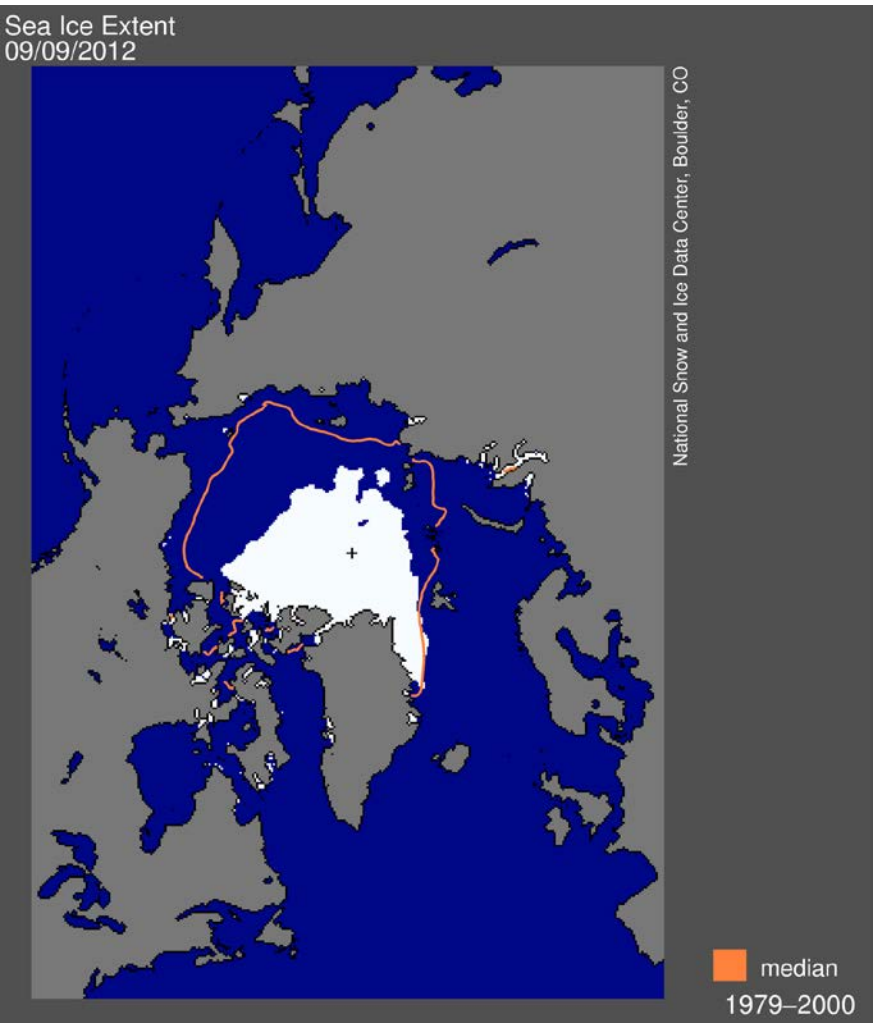 Sea Ice Extent
09/09/2012
National Snow and Ice Data Center, Boulder, CO
median
1979–2000